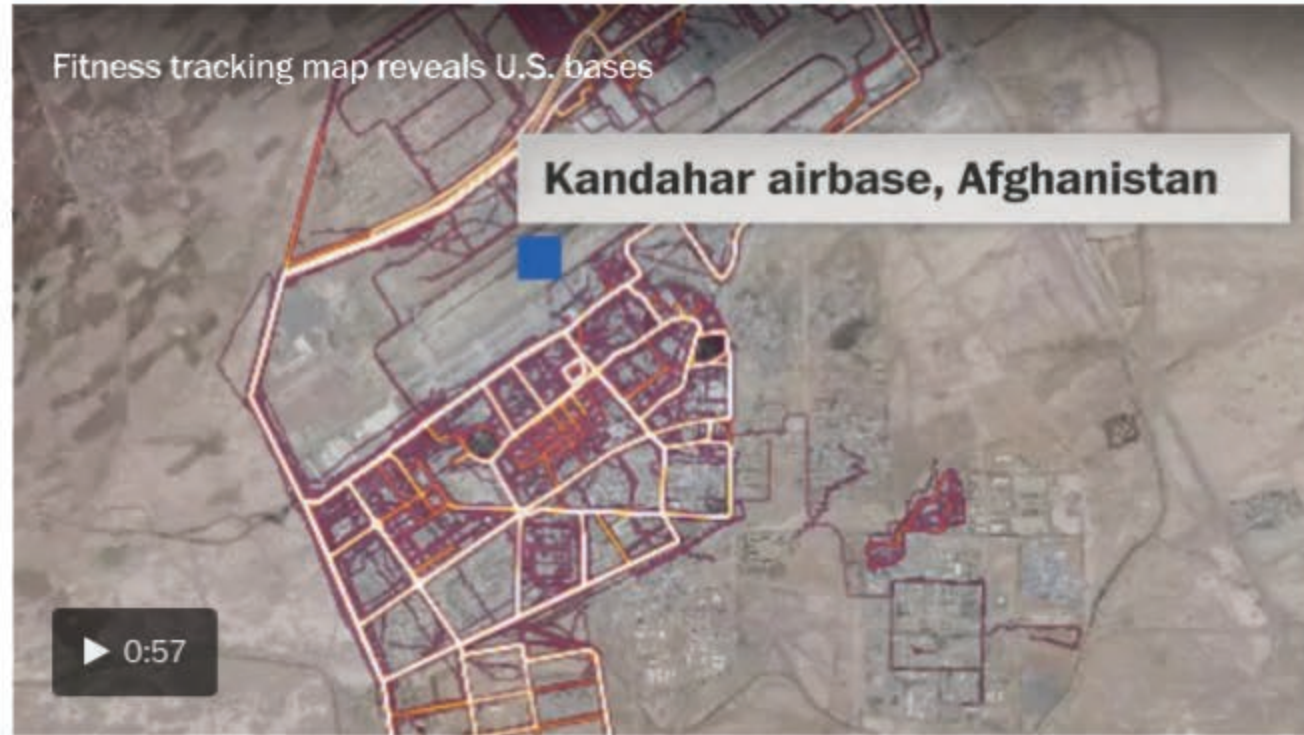 Fitness tracking map reveals U.S. bases
Kandahar airbase, Afghanistan
0:57